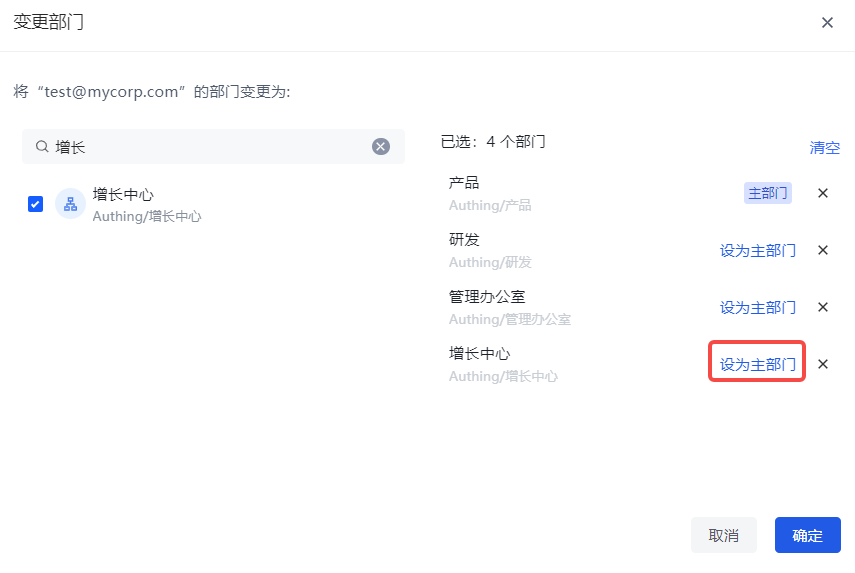 变更部门
将“test@mycorp.com”的部门变更为:
增长
增长中心
Authing/增长中心
已选：4 个部门
清空
产品
Authing/产品
主部门
研发
Authing/研发
设为主部门
管理办公室
Authing/管理办公室
设为主部门
增长中心
Authing/增长中心
设为主部门
取消
确定